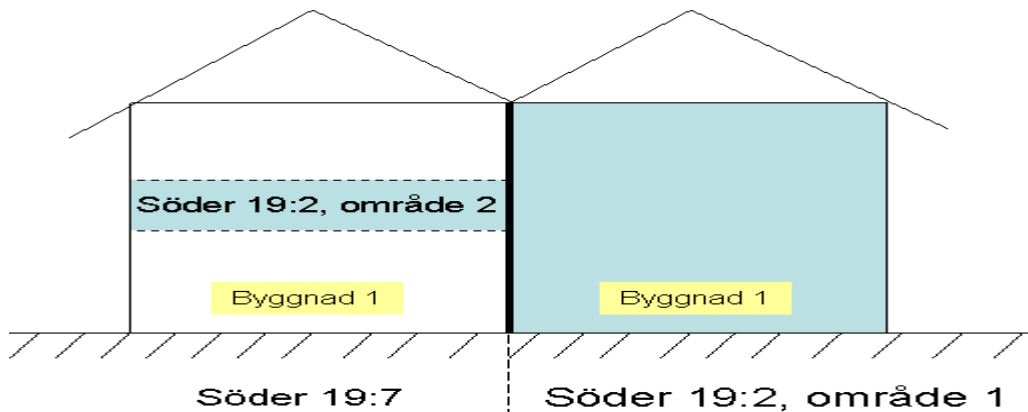 Söder 19:2, område 2
Byggnad 1
Byggnad 1
Söder 19:7
Söder 19:2, område 1